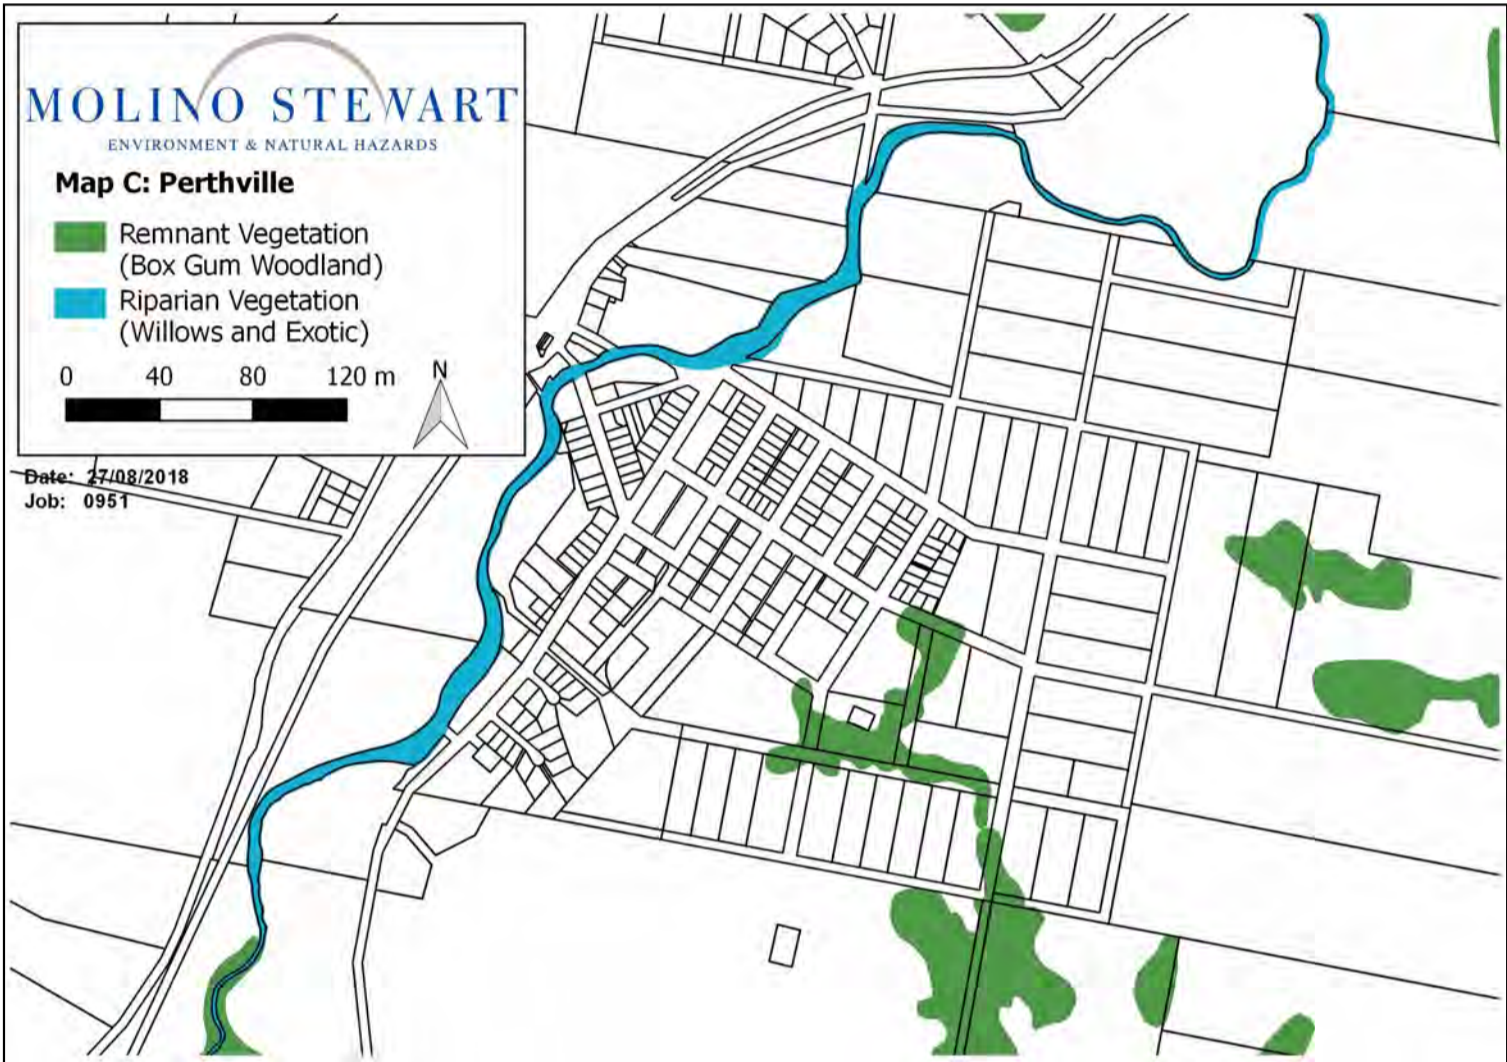 MOLINO STEWART
ENVIRONMENT & NATURAL HAZARDS
Map C: Perthville
Remnant Vegetation
(Box Gum Woodland)
Riparian Vegetation
(Willows and Exotic)
0 40 80 120 m
N
Date: 27/08/2018
Job: 0951